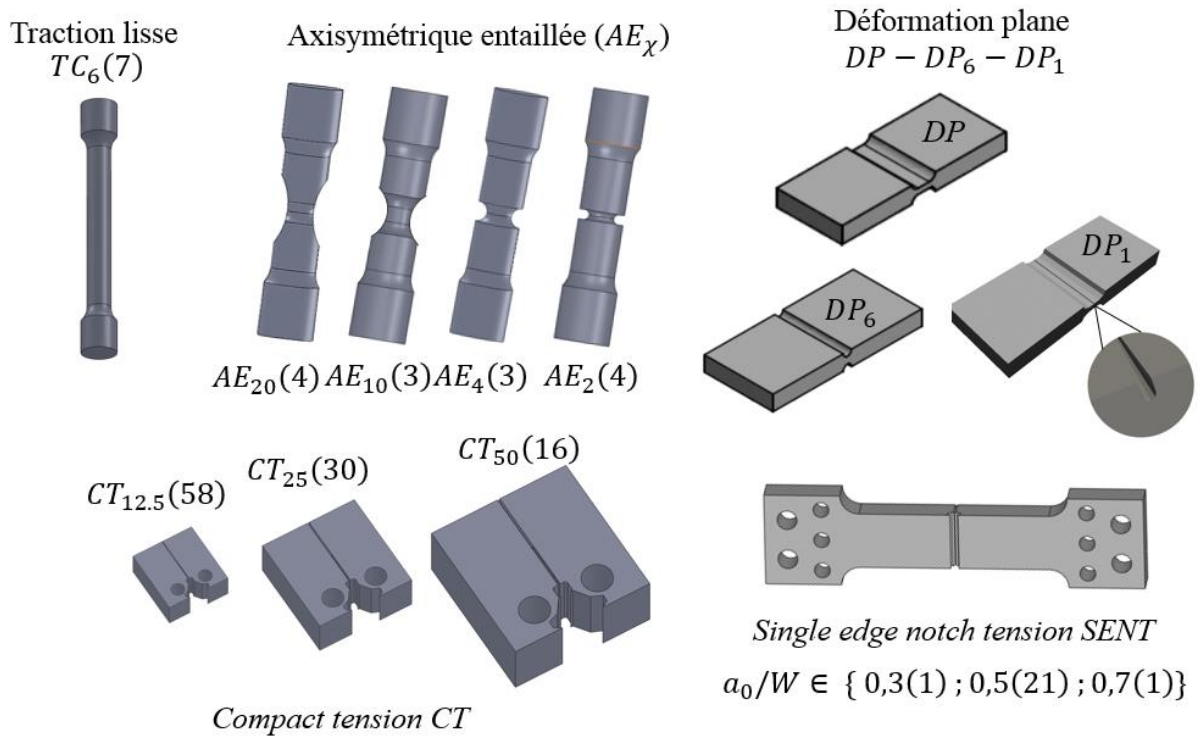 Traction lisse
TC₆(7)
Axisymétrique entaillée (AEᵪ)
Déformation plane
DP − DP₆ − DP₁
DP
DP₁
DP₆
AE₂₀(4) AE₁₀(3) AE₄(3) AE₂(4)
CT₁₂.₅(58)
CT₂₅(30)
CT₅₀(16)
Compact tension CT
Single edge notch tension SENT
a₀/W ∈ { 0,3(1) ; 0,5(21) ; 0,7(1)}